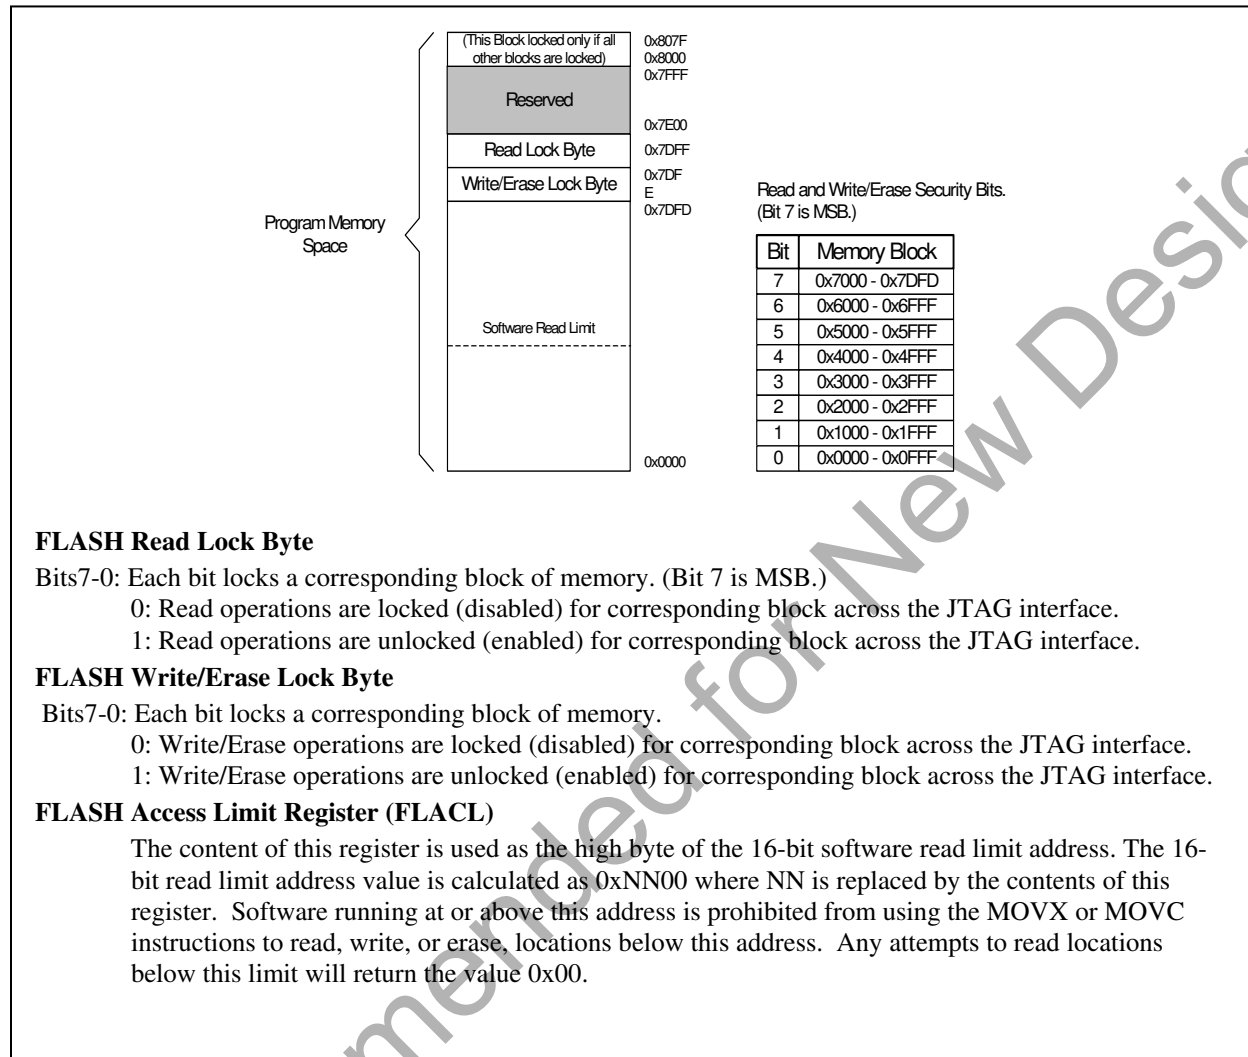 (This Block locked only if all
other blocks are locked)
0x807F
0x8000
0x7FFF
Reserved
0x7E00
Read Lock Byte
0x7DFF
Write/Erase Lock Byte
0x7DF
E
0x7DFD
Program Memory
Space
Software Read Limit
0x0000
Read and Write/Erase Security Bits.
(Bit 7 is MSB.)
Bit Memory Block
7 0x7000 - 0x7DFD
6 0x6000 - 0x6FFF
5 0x5000 - 0x5FFF
4 0x4000 - 0x4FFF
3 0x3000 - 0x3FFF
2 0x2000 - 0x2FFF
1 0x1000 - 0x1FFF
0 0x0000 - 0x0FFF
FLASH Read Lock Byte
Bits7-0: Each bit locks a corresponding block of memory. (Bit 7 is MSB.)
0: Read operations are locked (disabled) for corresponding block across the JTAG interface.
1: Read operations are unlocked (enabled) for corresponding block across the JTAG interface.
FLASH Write/Erase Lock Byte
Bits7-0: Each bit locks a corresponding block of memory.
0: Write/Erase operations are locked (disabled) for corresponding block across the JTAG interface.
1: Write/Erase operations are unlocked (enabled) for corresponding block across the JTAG interface.
FLASH Access Limit Register (FLACL)
The content of this register is used as the high byte of the 16-bit software read limit address. The 16-
bit read limit address value is calculated as 0xNN00 where NN is replaced by the contents of this
register. Software running at or above this address is prohibited from using the MOVX or MOVC
instructions to read, write, or erase, locations below this address. Any attempts to read locations
below this limit will return the value 0x00.
mended for New Desig